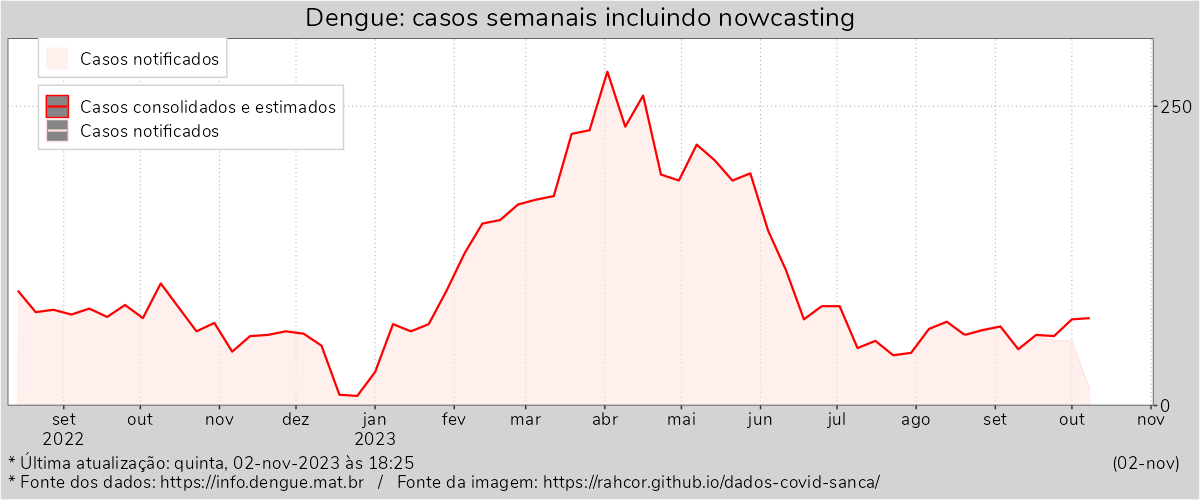 Dengue: casos semanais incluindo nowcasting
Casos notificados
Casos consolidados e estimados
Casos notificados
250
0
set out nov dez jan fev mar abr mai jun jul ago set out nov
2022 2023
* Última atualização: quinta, 02-nov-2023 às 18:25 (02-nov)
* Fonte dos dados: https://info.dengue.mat.br / Fonte da imagem: https://rahcor.github.io/dados-covid-sanca/